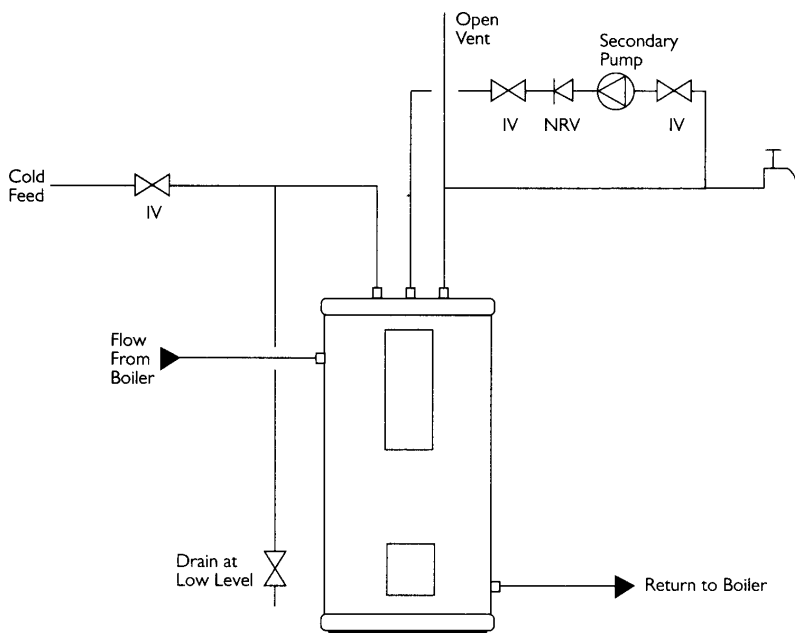 Open
Vent
Secondary
Pump
IV
NRV
IV
Cold
Feed
IV
Flow
From
Boiler
Drain at
Low Level
Return to Boiler